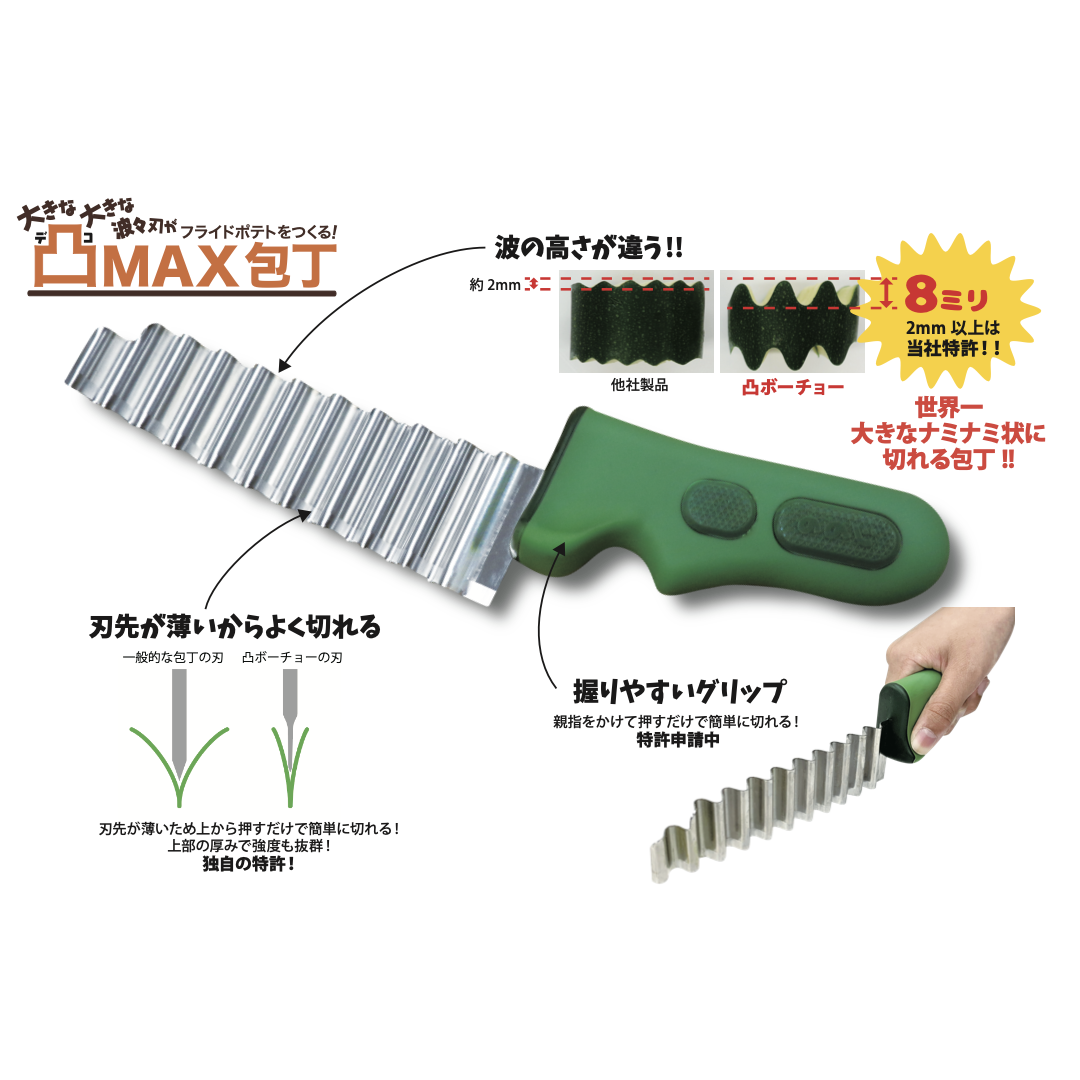 大きな大きな波々刃が
フライドポテトをつくる!
デコ
凸MAX包丁
波の高さが違う!!
約2mm
他社製品
凸ボーチョー
8ミリ
2mm以上は
当社特許!!
世界一
大きなナミナミ状に
切れる包丁!!
刃先が薄いからよく切れる
一般的な包丁の刃
凸ボーチョーの刃
刃先が薄いため上から押すだけで簡単に切れる!
上部の厚みで強度も抜群!
独自の特許!
握りやすいグリップ
親指をかけて押すだけで簡単に切れる!
特許申請中